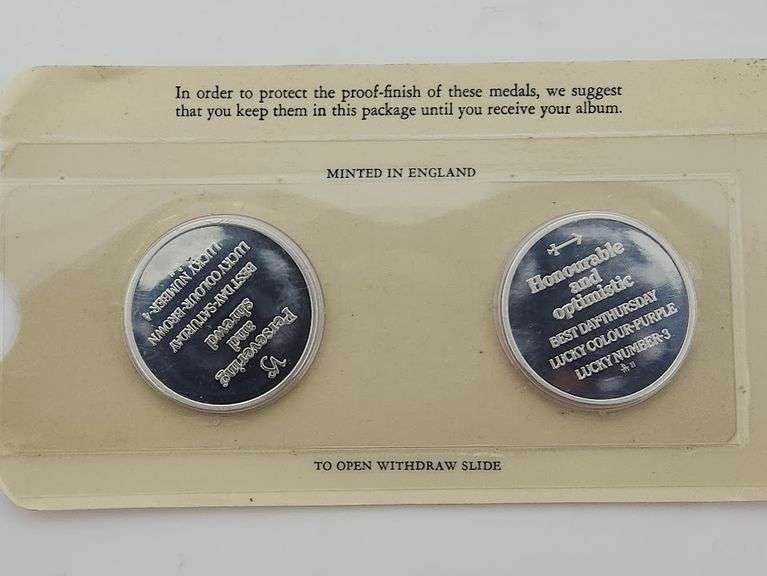 In order to protect the proof-finish of these medals, we suggest
that you keep them in this package until you receive your album.
MINTED IN ENGLAND
Persevering
and
shrewd
BEST DAY-SATURDAY
LUCKY COLOUR-BROWN
LUCKY NUMBER-4
Honourable
and
optimistic
BEST DAY-THURSDAY
LUCKY COLOUR-PURPLE
LUCKY NUMBER-3
TO OPEN WITHDRAW SLIDE